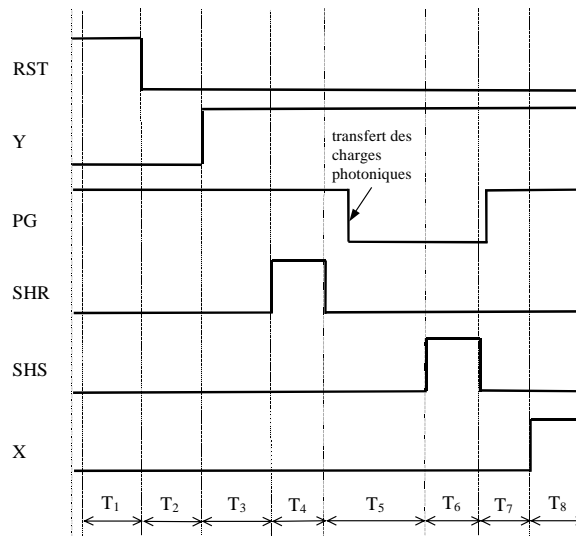 RST
Y
transfert des
charges
photoniques
PG
SHR
SHS
X
T1 T2 T3 T4 T5 T6 T7 T8